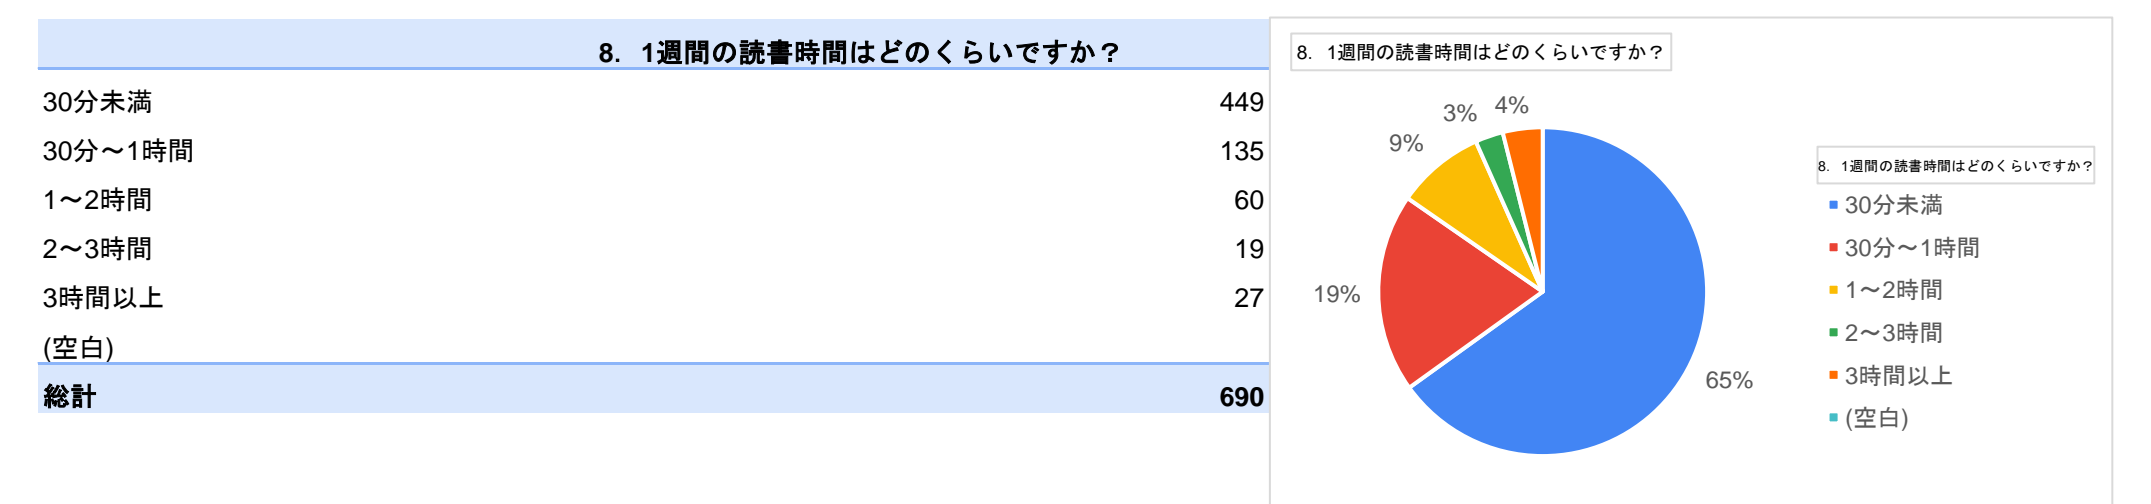 8. 1週間の読書時間はどのくらいですか？
30分未満 449
30分～1時間 135
1～2時間 60
2～3時間 19
3時間以上 27
(空白)
総計 690
8. 1週間の読書時間はどのくらいですか？
3% 4%
9%
19%
65%
8. 1週間の読書時間はどのくらいですか？
30分未満
30分～1時間
1～2時間
2～3時間
3時間以上
(空白)